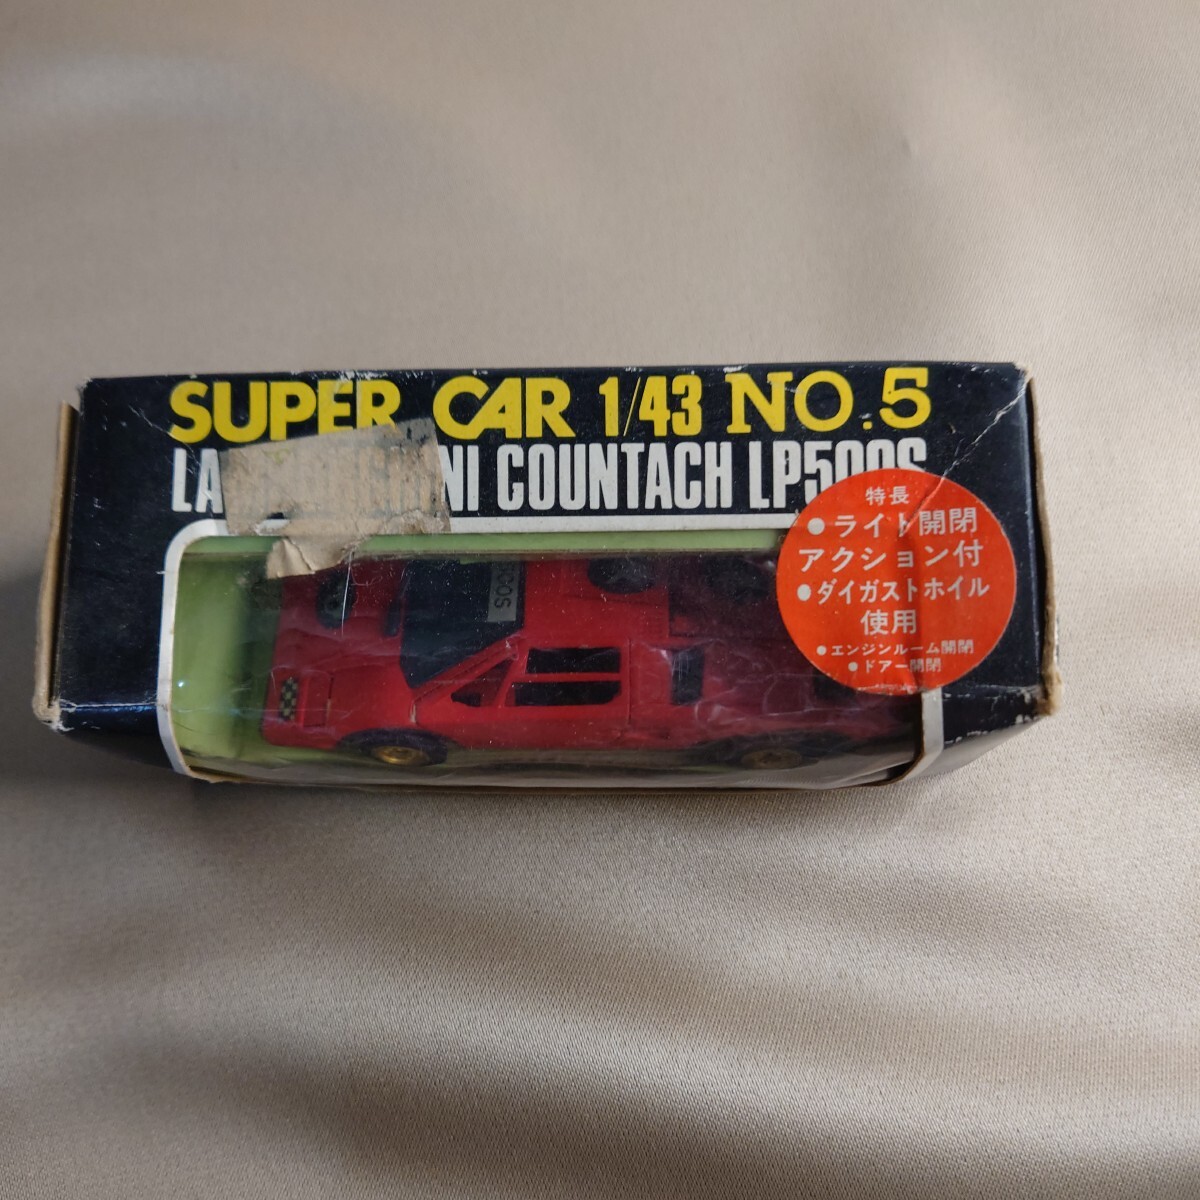 SUPER CAR 1/43 NO.5
COUNTACH LP500S
特長
●ライト開閉
アクション付
●ダイガストホイル
使用
●エンジンルーム開閉
●ドアー開閉
500S